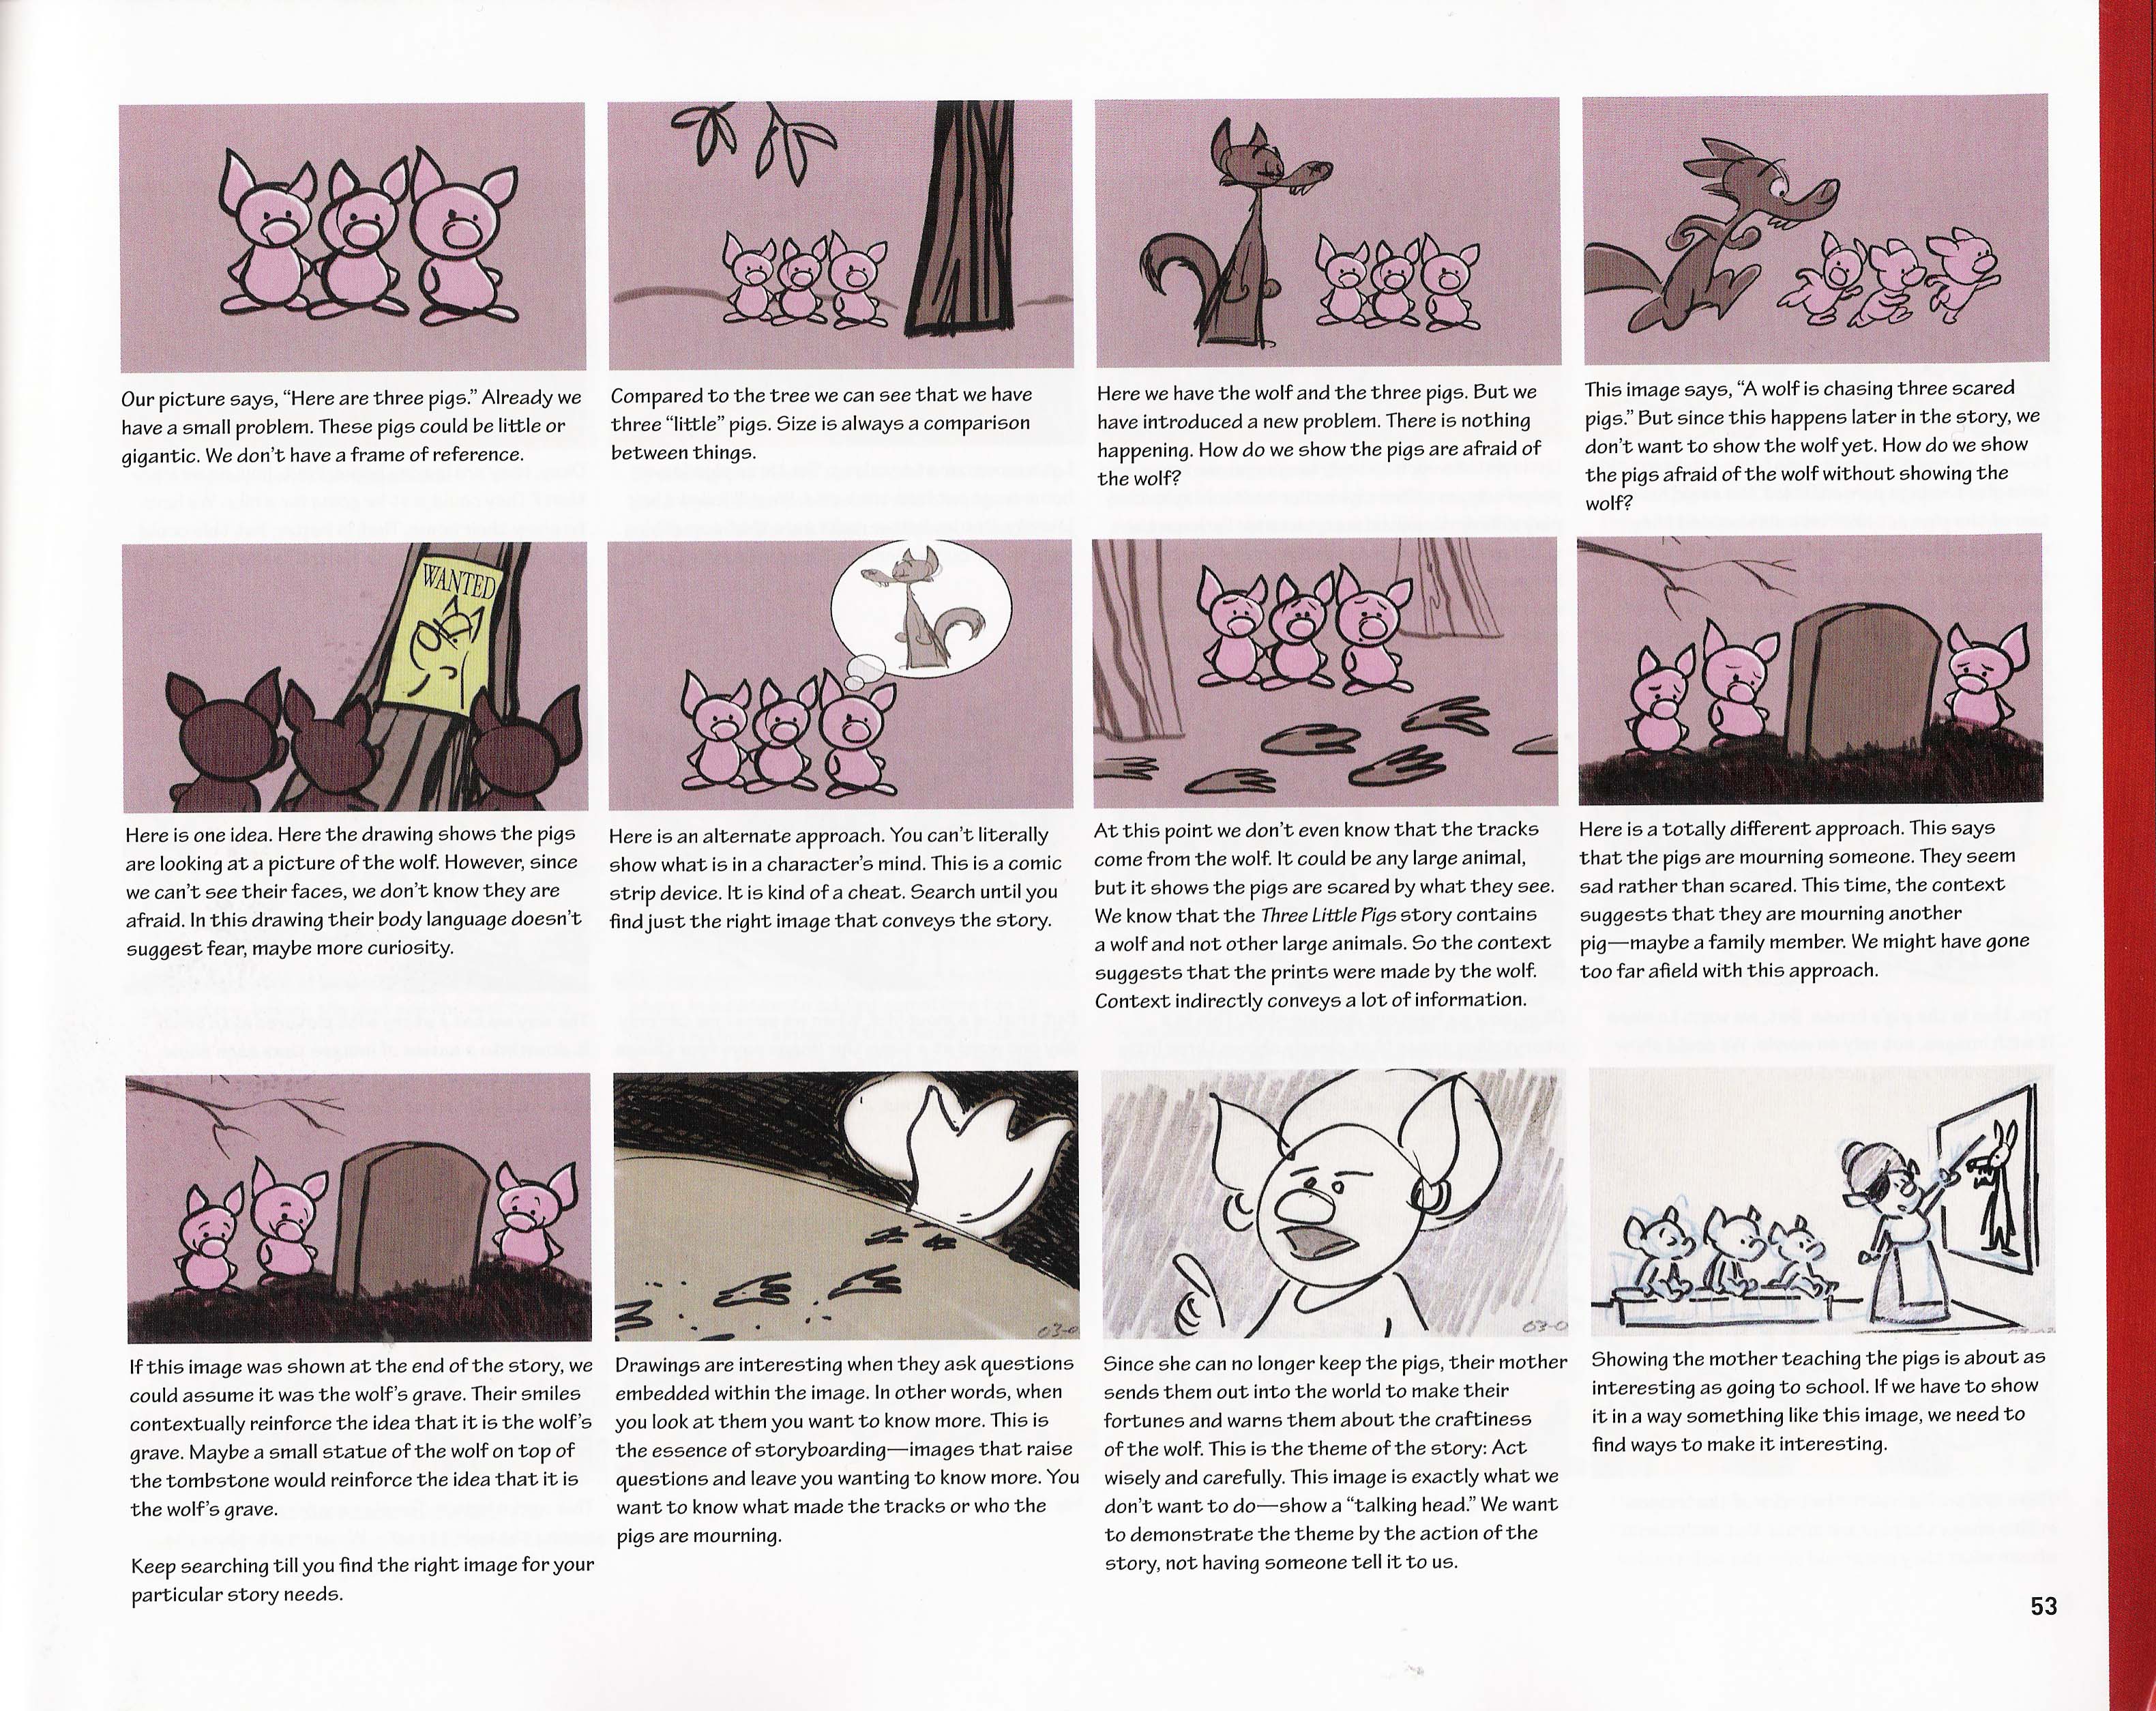 Our picture says, “Here are three pigs.” Already we
have a small problem. These pigs could be little or
gigantic. We don’t have a frame of reference.
Compared to the tree we can see that we have
three “little” pigs. Size is always a comparison
between things.
Here we have the wolf and the three pigs. But we
have introduced a new problem. There is nothing
happening. How do we show the pigs are afraid of
the wolf?
This image says, “A wolf is chasing three scared
pigs.” But since this happens later in the story, we
don’t want to show the wolf yet. How do we show
the pigs afraid of the wolf without showing the
wolf?
WANTED
Here is one idea. Here the drawing shows the pigs
are looking at a picture of the wolf. However, since
we can’t see their faces, we don’t know they are
afraid. In this drawing their body language doesn’t
suggest fear, maybe more curiosity.
Here is an alternate approach. You can’t literally
show what is in a character’s mind. This is a comic
strip device. It is kind of a cheat. Search until you
find just the right image that conveys the story.
At this point we don’t even know that the tracks
come from the wolf. It could be any large animal,
but it shows the pigs are scared by what they see.
We know that the Three Little Pigs story contains
a wolf and not other large animals. So the context
suggests that the prints were made by the wolf.
Context indirectly conveys a lot of information.
Here is a totally different approach. This says
that the pigs are mourning someone. They seem
sad rather than scared. This time, the context
suggests that they are mourning another
pig—maybe a family member. We might have gone
too far afield with this approach.
If this image was shown at the end of the story, we
could assume it was the wolf’s grave. Their smiles
contextually reinforce the idea that it is the wolf’s
grave. Maybe a small statue of the wolf on top of
the tombstone would reinforce the idea that it is
the wolf’s grave.
Keep searching till you find the right image for your
particular story needs.
03-0
Drawings are interesting when they ask questions
embedded within the image. In other words, when
you look at them you want to know more. This is
the essence of storyboarding—images that raise
questions and leave you wanting to know more. You
want to know what made the tracks or who the
pigs are mourning.
03-0
Since she can no longer keep the pigs, their mother
sends them out into the world to make their
fortunes and warns them about the craftiness
of the wolf. This is the theme of the story: Act
wisely and carefully. This image is exactly what we
don’t want to do—show a “talking head.” We want
to demonstrate the theme by the action of the
story, not having someone tell it to us.
Showing the mother teaching the pigs is about as
interesting as going to school. If we have to show
it in a way something like this image, we need to
find ways to make it interesting.
53